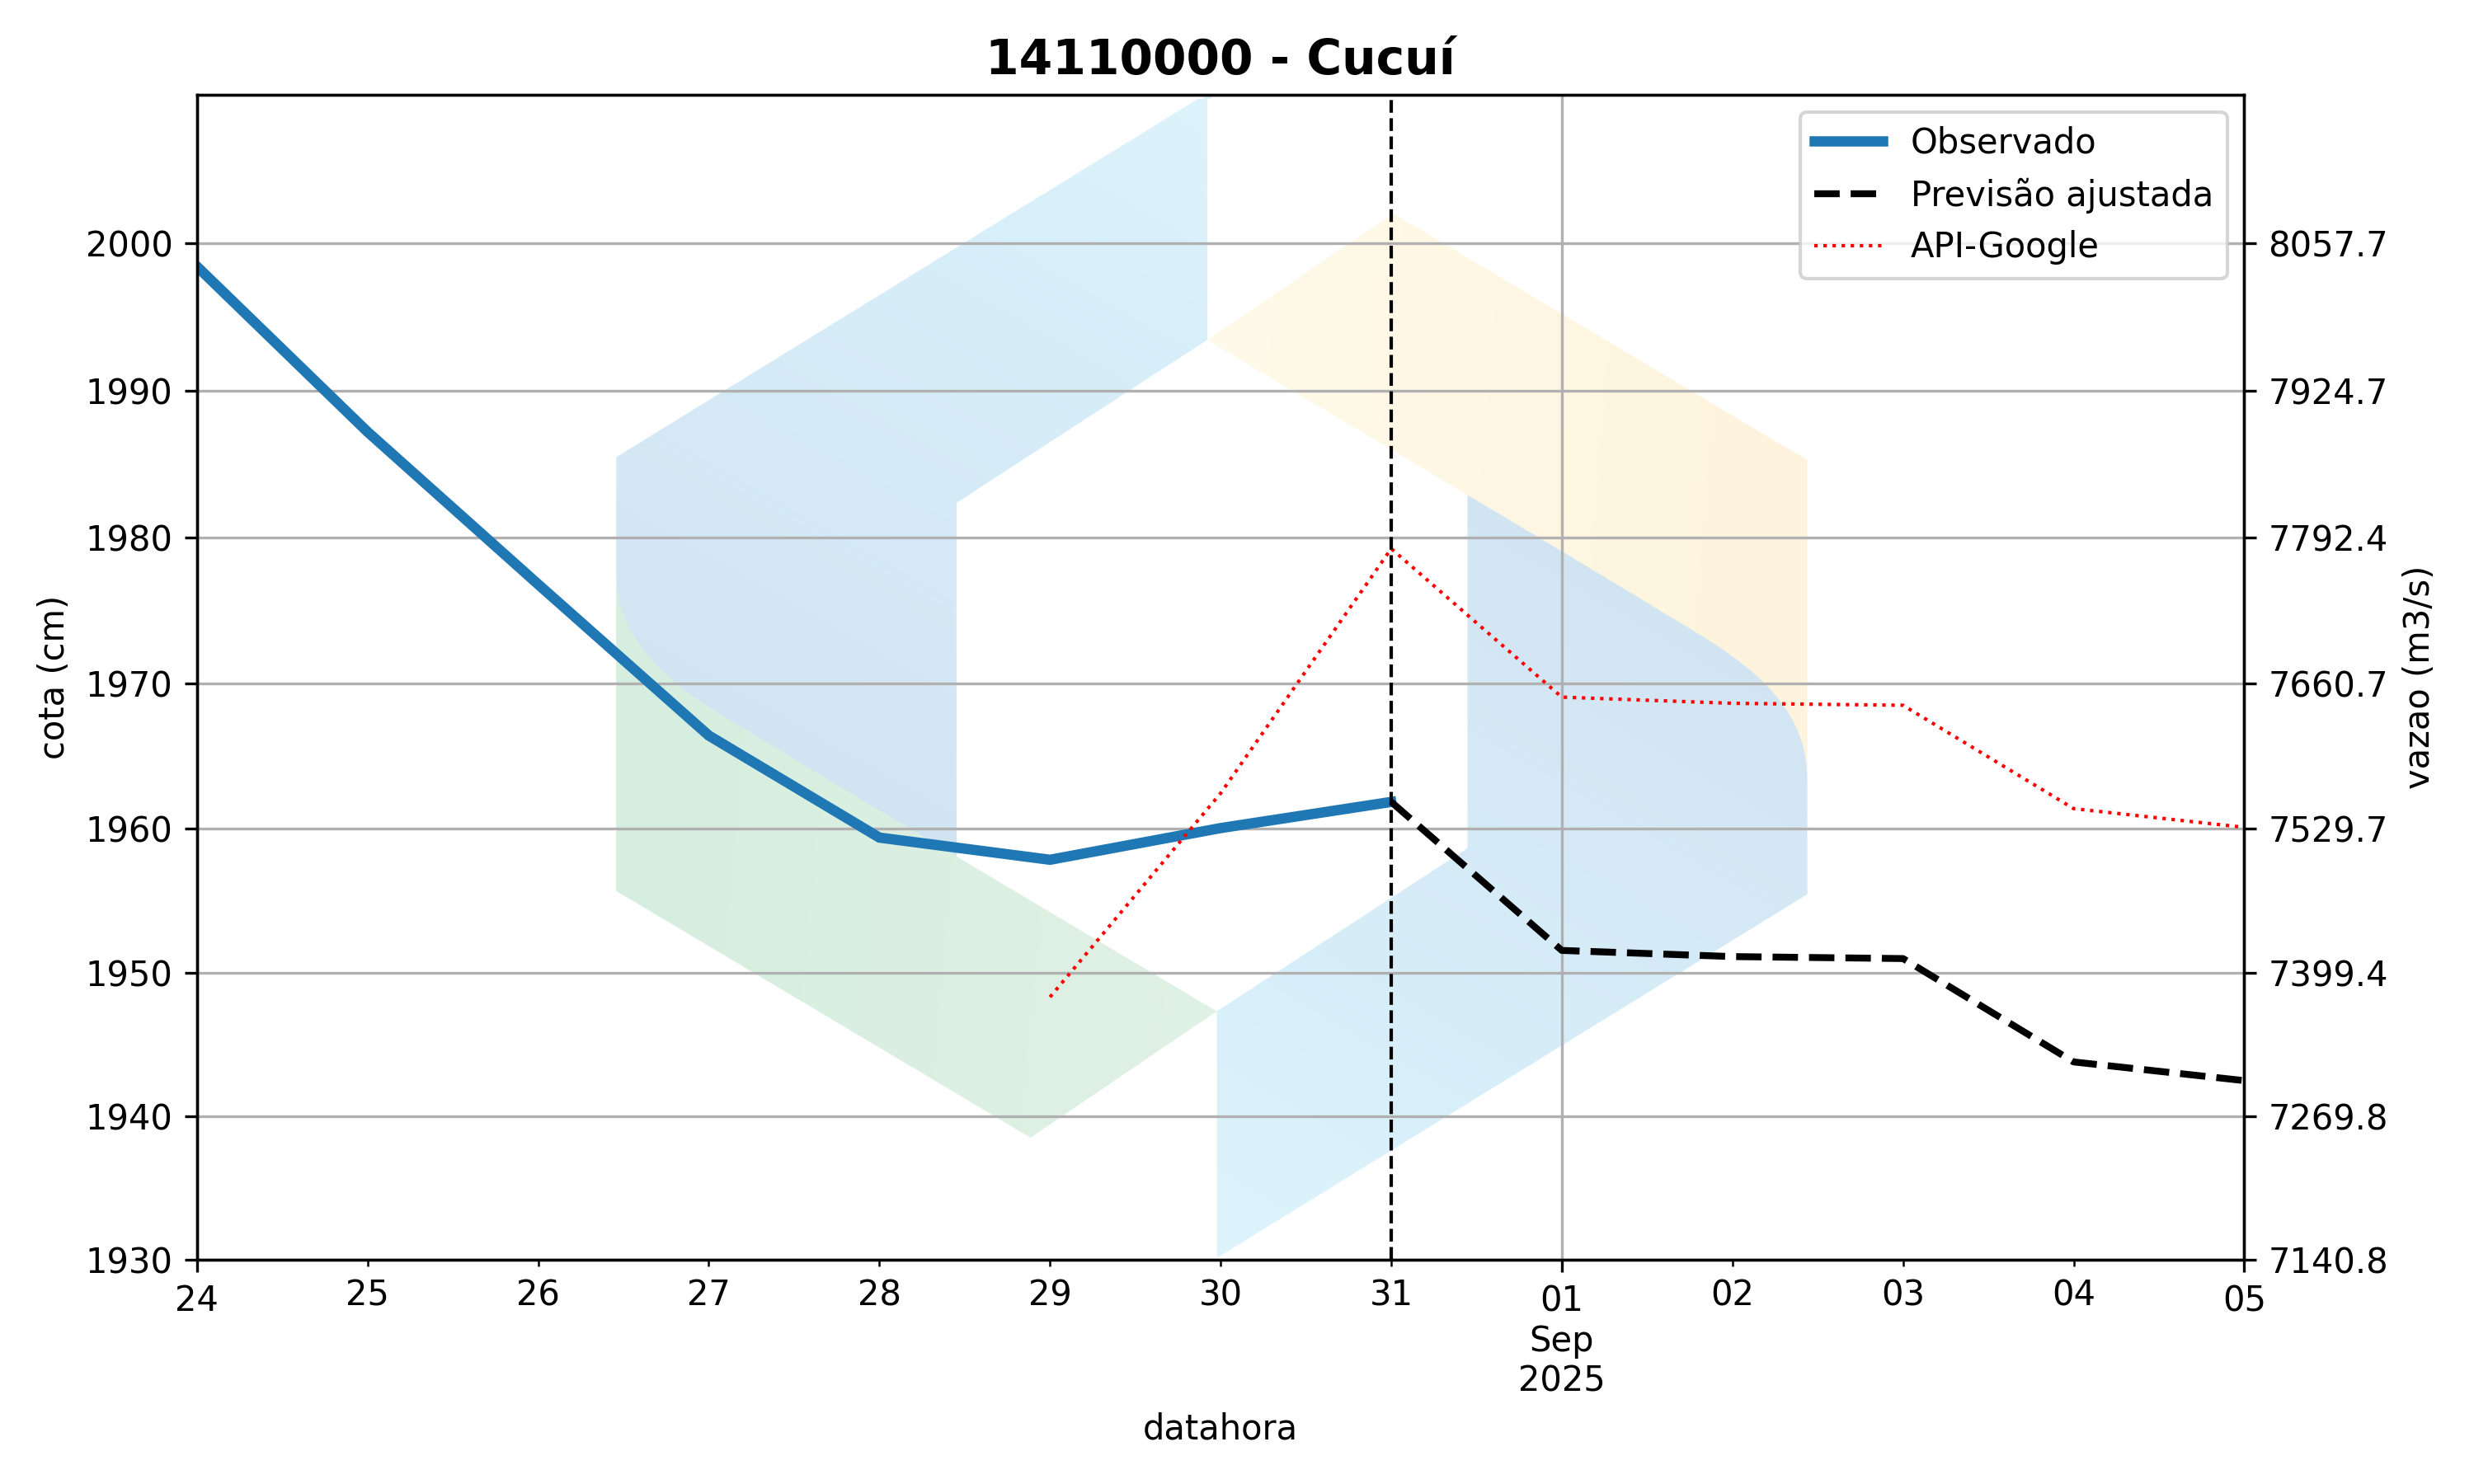 14110000 - Cucuí
Observado
Previsão ajustada
API-Google
cota (cm)
2000
1990
1980
1970
1960
1950
1940
1930
8057.7
7924.7
7792.4
7660.7
7529.7
7399.4
7269.8
7140.8
vazao (m3/s)
24 25 26 27 28 29 30 31 01 02 03 04 05
Sep
2025
datahora